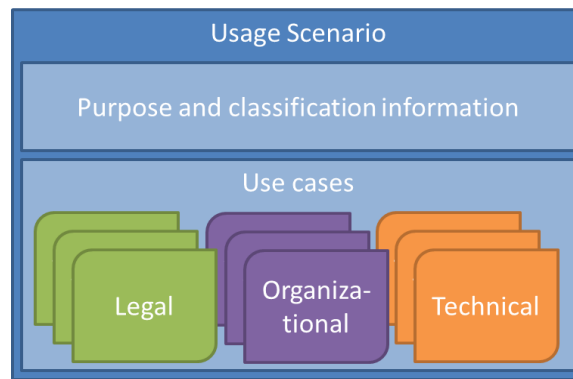 Usage Scenario
Purpose and classification information
Use cases
Legal
Organiza-
tional
Technical